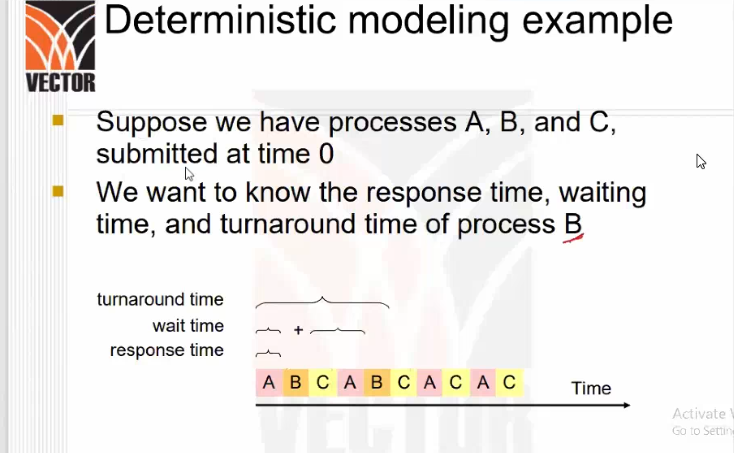 Deterministic modeling example
VECTOR
Suppose we have processes A, B, and C,
submitted at time 0
We want to know the response time, waiting
time, and turnaround time of process B
turnaround time
wait time +
response time
A B C A B C A C A C
Time
Activate
Go to Settin
VECTOR